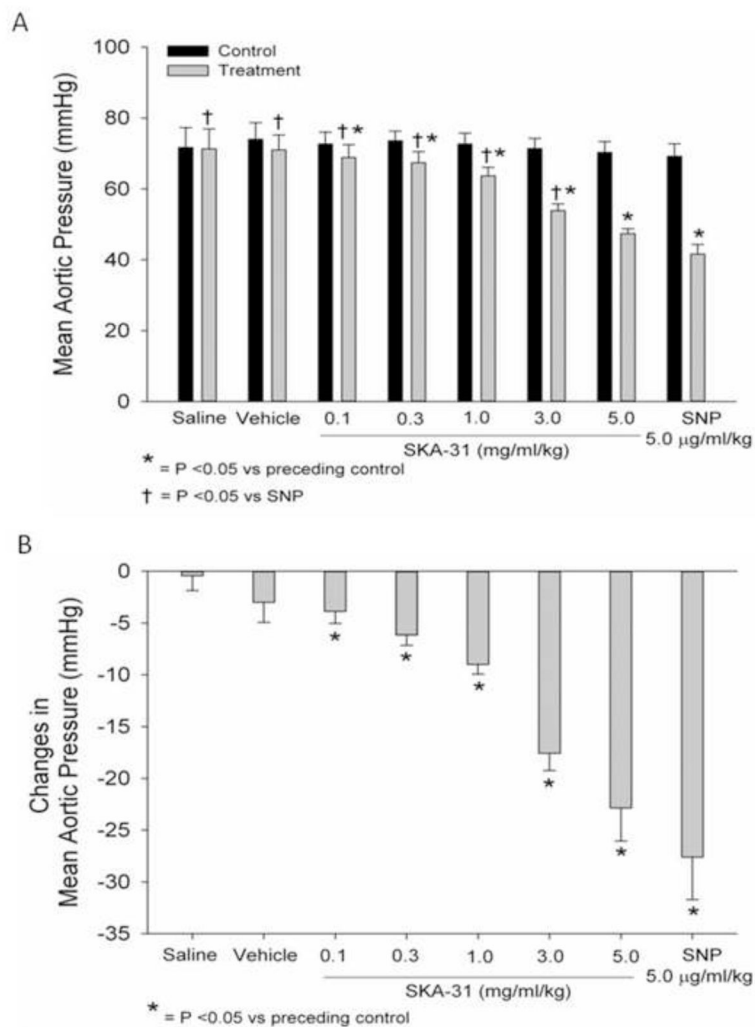 A
100
Control
Treatment
80
60
40
20
0
Mean Aortic Pressure (mmHg)
† † †* †* †* †* * *
Saline Vehicle 0.1 0.3 1.0 3.0 5.0 SNP
SKA-31 (mg/ml/kg) 5.0 µg/ml/kg
* = P <0.05 vs preceding control
† = P <0.05 vs SNP
B
0
-5
-10
-15
-20
-25
-30
-35
Changes in
Mean Aortic Pressure (mmHg)
* * * * * *
Saline Vehicle 0.1 0.3 1.0 3.0 5.0 SNP
SKA-31 (mg/ml/kg) 5.0 µg/ml/kg
* = P <0.05 vs preceding control